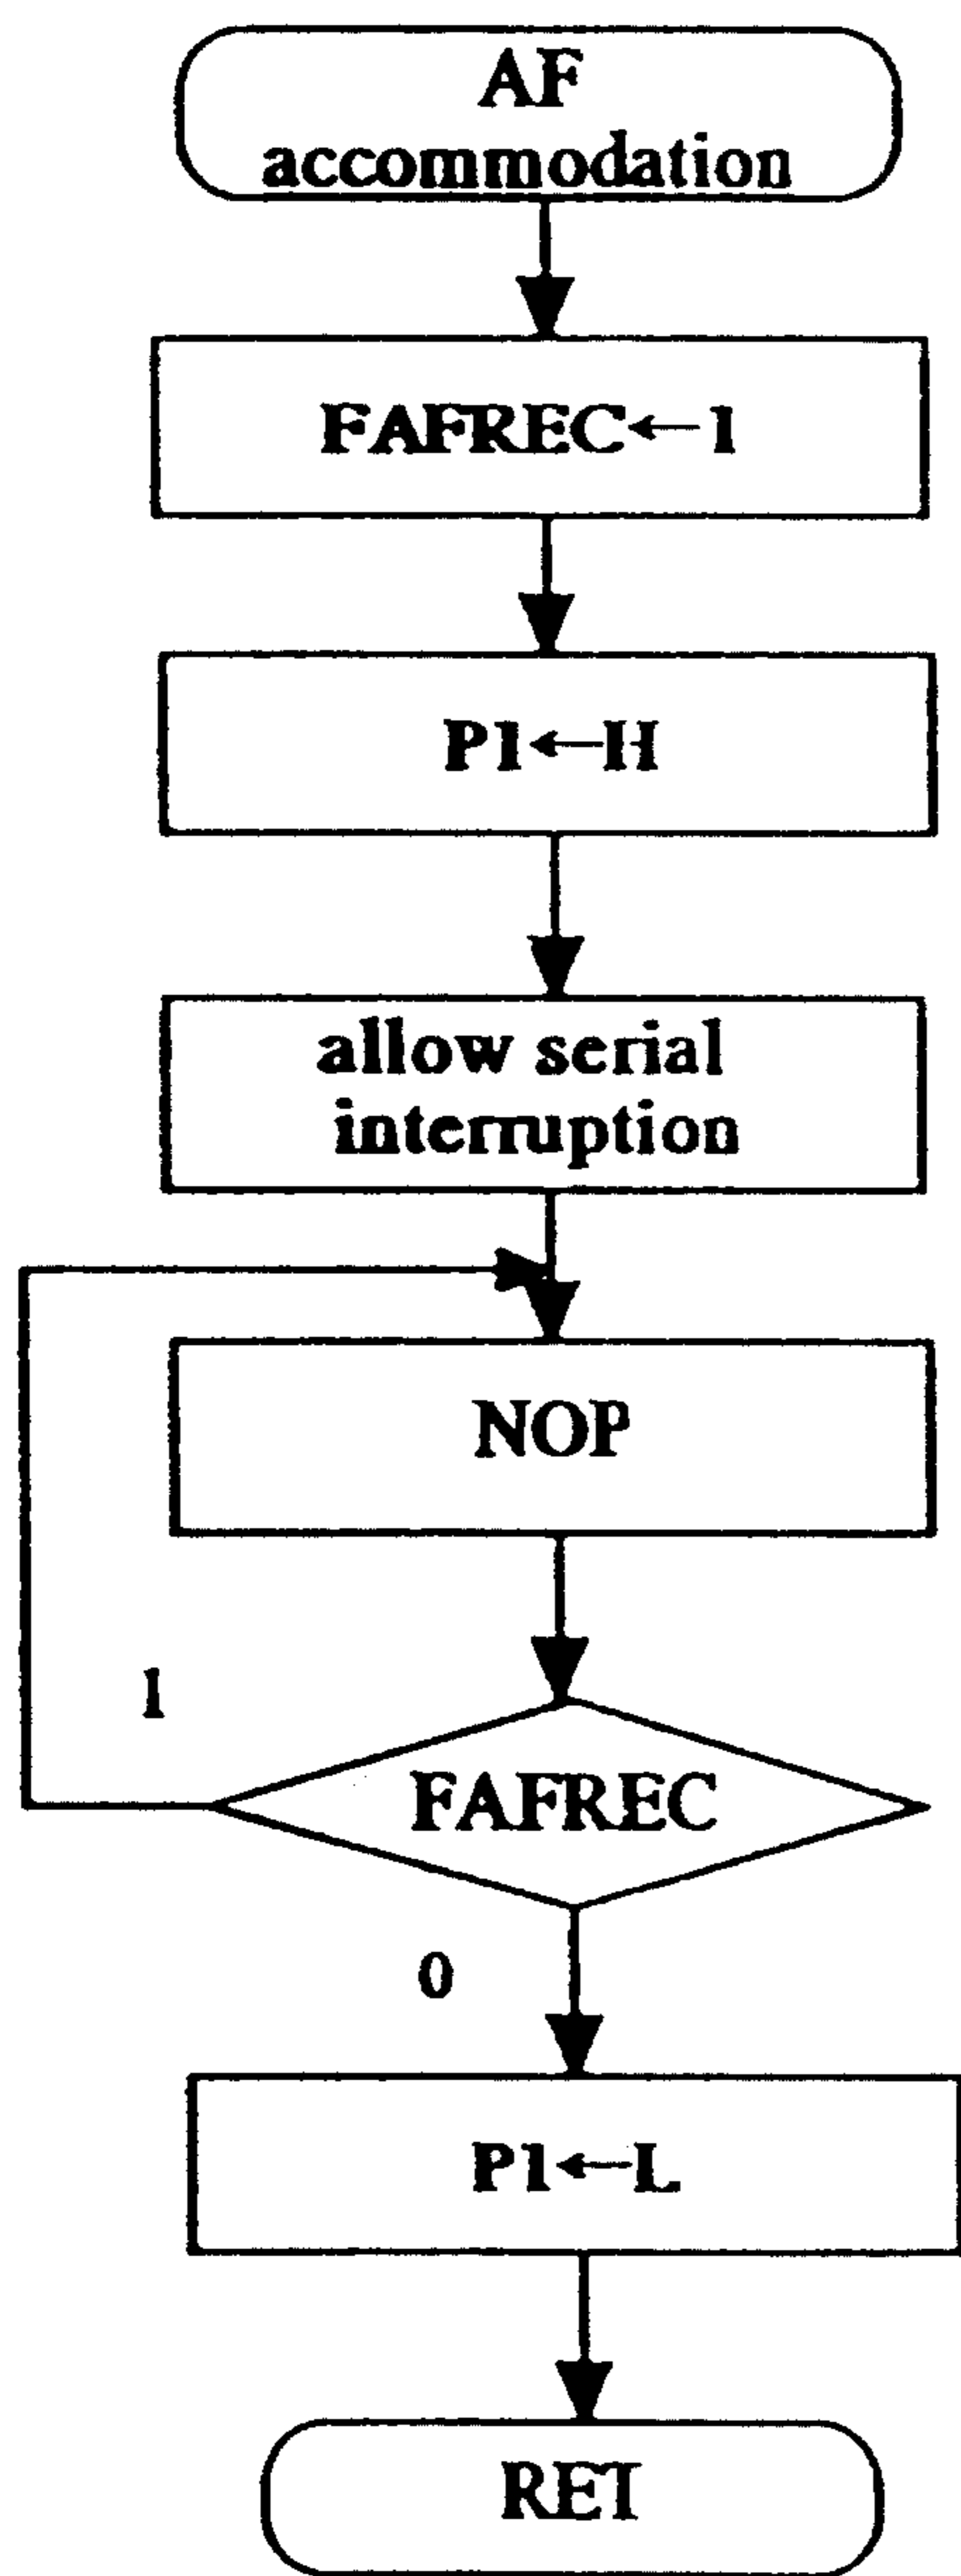 AF
accommodation
FAFREC←1
P1←H
allow serial
interruption
NOP
1
FAFREC
0
P1←L
RET